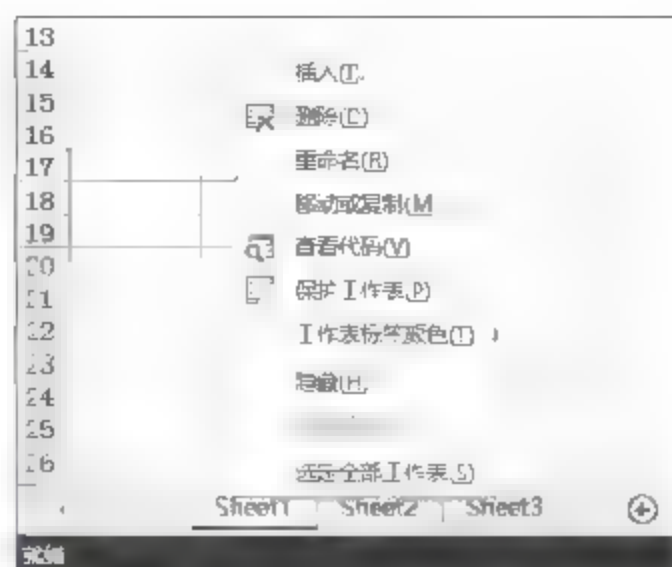 13
14
插入(I)
15
删除(D)
16
重命名(R)
17
18
移动或复制(M
19
查看代码(V)
20
21
保护工作表(P)
22
工作表标签颜色(T)
23
隐藏(H)
24
25
26
选定全部工作表(S)
Sheet1 Sheet2 Sheet3
就绪